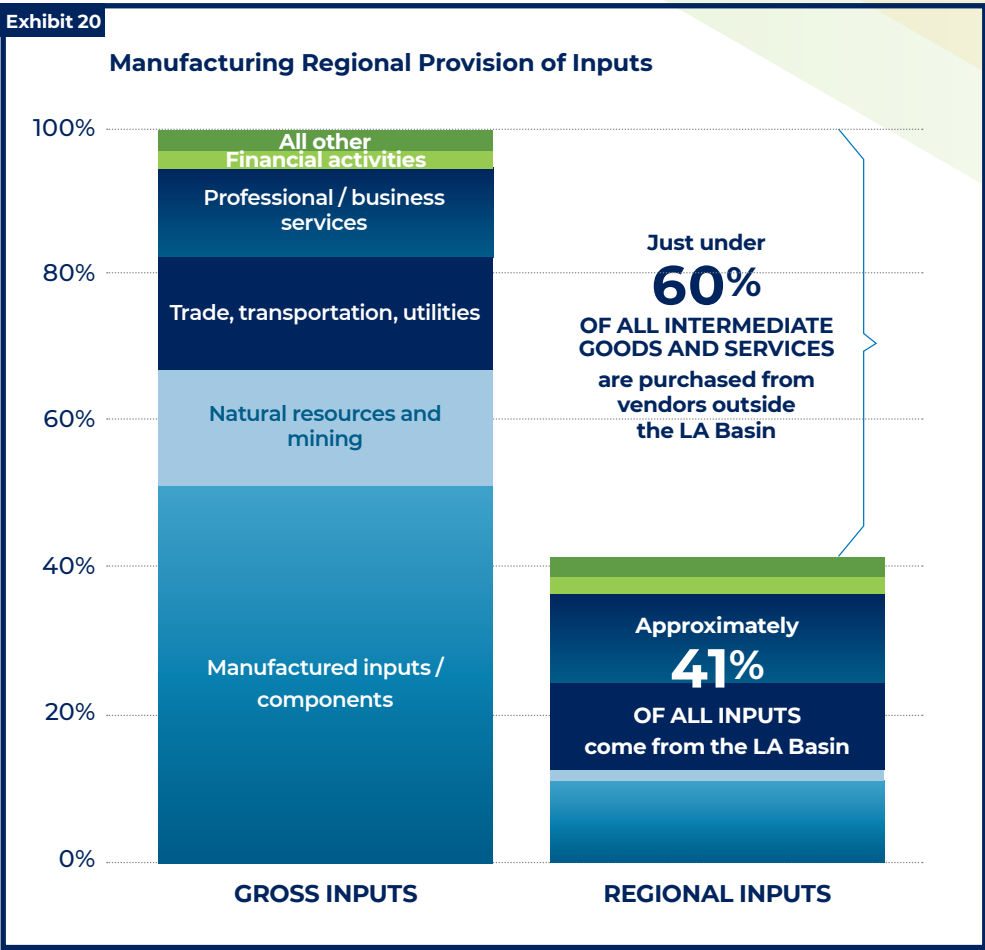 Exhibit 20
Manufacturing Regional Provision of Inputs
100%
80%
60%
40%
20%
0%
All other
Financial activities
Professional / business
services
Trade, transportation, utilities
Natural resources and
mining
Manufactured inputs /
components
Just under
60%
OF ALL INTERMEDIATE
GOODS AND SERVICES
are purchased from
vendors outside
the LA Basin
Approximately
41%
OF ALL INPUTS
come from the LA Basin
GROSS INPUTS
REGIONAL INPUTS